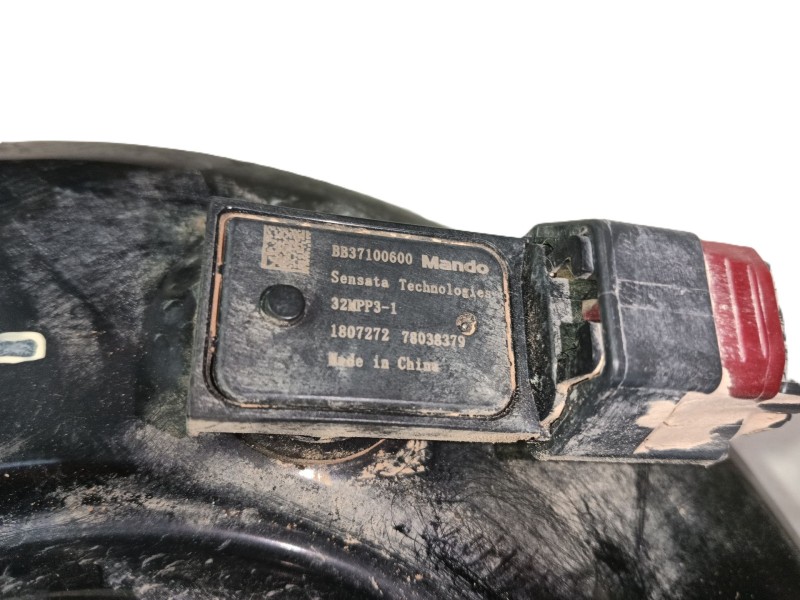 BB37100600 Mando
Sensata Technologies
32MPP3-1
1807272 78038379
Made in China